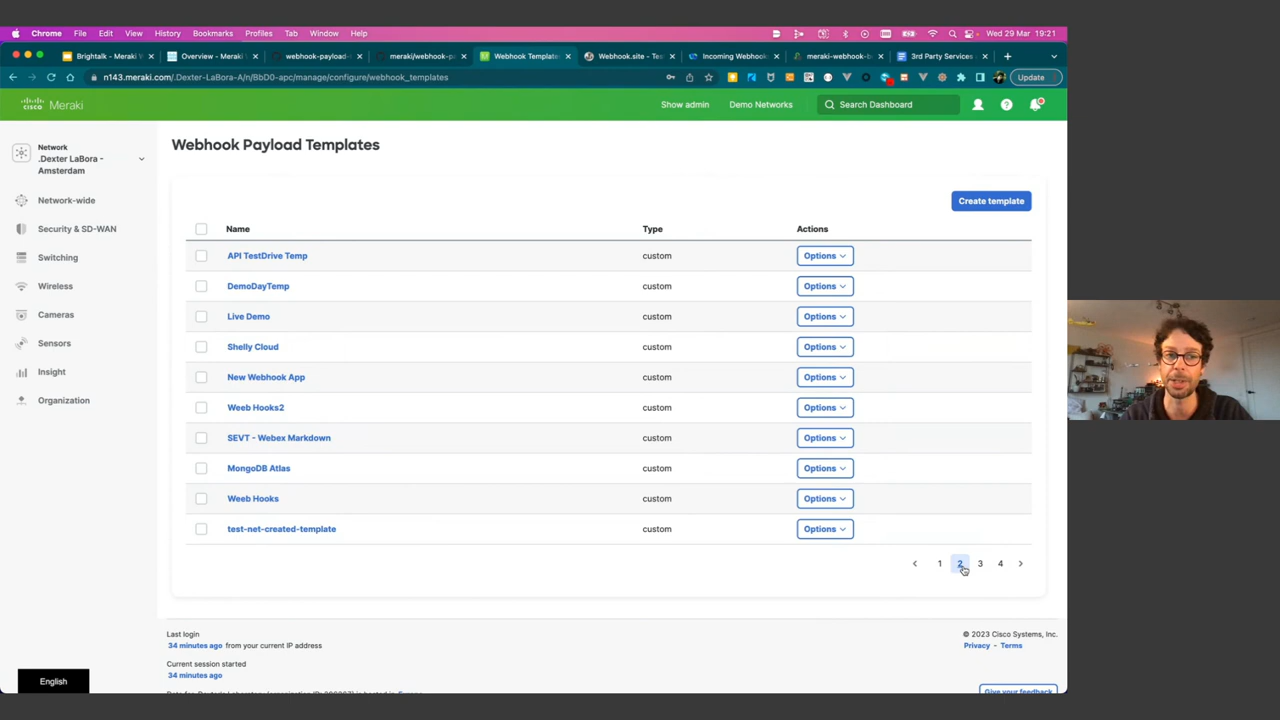 Chrome File Edit View History Bookmarks Profiles Tab Window Help Wed 29 Mar 19:21
Brightalk - Meraki Overview - Meraki webhook-payload- meraki/webhook-p Webhook Template Webhook.site - Tes Incoming Webhook meraki-webhook-b 3rd Party Services
n143.meraki.com/.Dexter-LaBora-A/n/BbD0-apc/manage/configure/webhook_templates Update
CISCO Meraki Show admin Demo Networks Search Dashboard
Network
.Dexter LaBora -
Amsterdam
Network-wide
Security & SD-WAN
Switching
Wireless
Cameras
Sensors
Insight
Organization
English
Webhook Payload Templates
Create template
Name Type Actions
API TestDrive Temp custom Options
DemoDayTemp custom Options
Live Demo custom Options
Shelly Cloud custom Options
New Webhook App custom Options
Weeb Hooks2 custom Options
SEVT - Webex Markdown custom Options
MongoDB Atlas custom Options
Weeb Hooks custom Options
test-net-created-template custom Options
1 2 3 4
Last login
34 minutes ago from your current IP address
Current session started
34 minutes ago
© 2023 Cisco Systems, Inc.
Privacy - Terms
Give your feedback